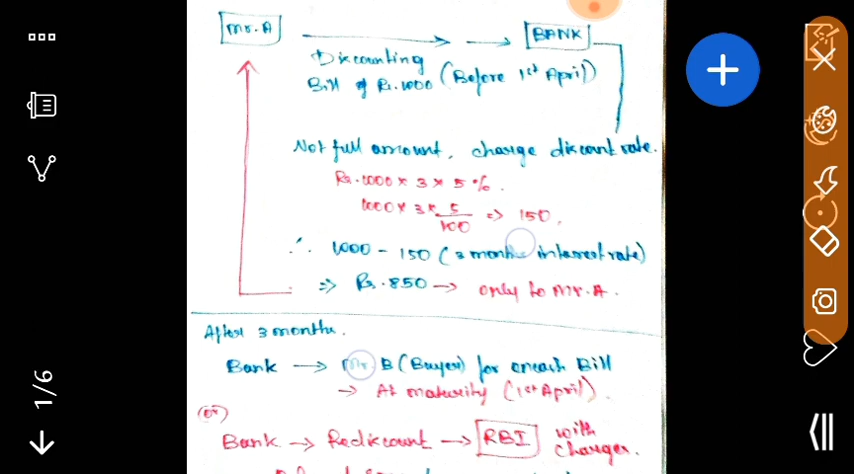 Mr. A BANK
Discounting
Bill of Rs.1000 (Before 1st April)
Not full amount, charge discount rate.
Rs.1000 x 3 x 5 %.
1000 x 3 x 5/100 => 150.
∴ 1000 - 150 (3 months interest rate)
=> Rs.850 → only to Mr.A.
After 3 months.
Bank → Mr. B (Buyer) for encash Bill
→ At maturity (1st April).
(or)
Bank → Rediscount → RBI with
charges.
1/6